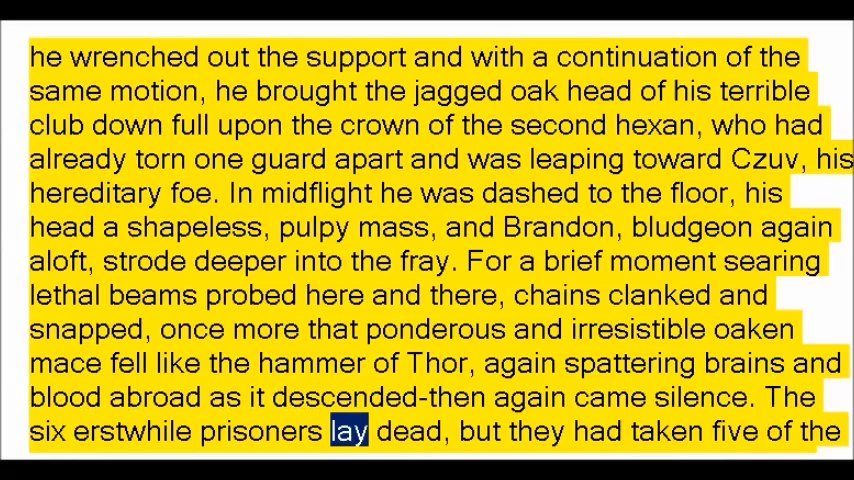 he wrenched out the support and with a continuation of the
same motion, he brought the jagged oak head of his terrible
club down full upon the crown of the second hexan, who had
already torn one guard apart and was leaping toward Czuv, his
hereditary foe. In midflight he was dashed to the floor, his
head a shapeless, pulpy mass, and Brandon, bludgeon again
aloft, strode deeper into the fray. For a brief moment searing
lethal beams probed here and there, chains clanked and
snapped, once more that ponderous and irresistible oaken
mace fell like the hammer of Thor, again spattering brains and
blood abroad as it descended-then again came silence. The
six erstwhile prisoners lay dead, but they had taken five of the